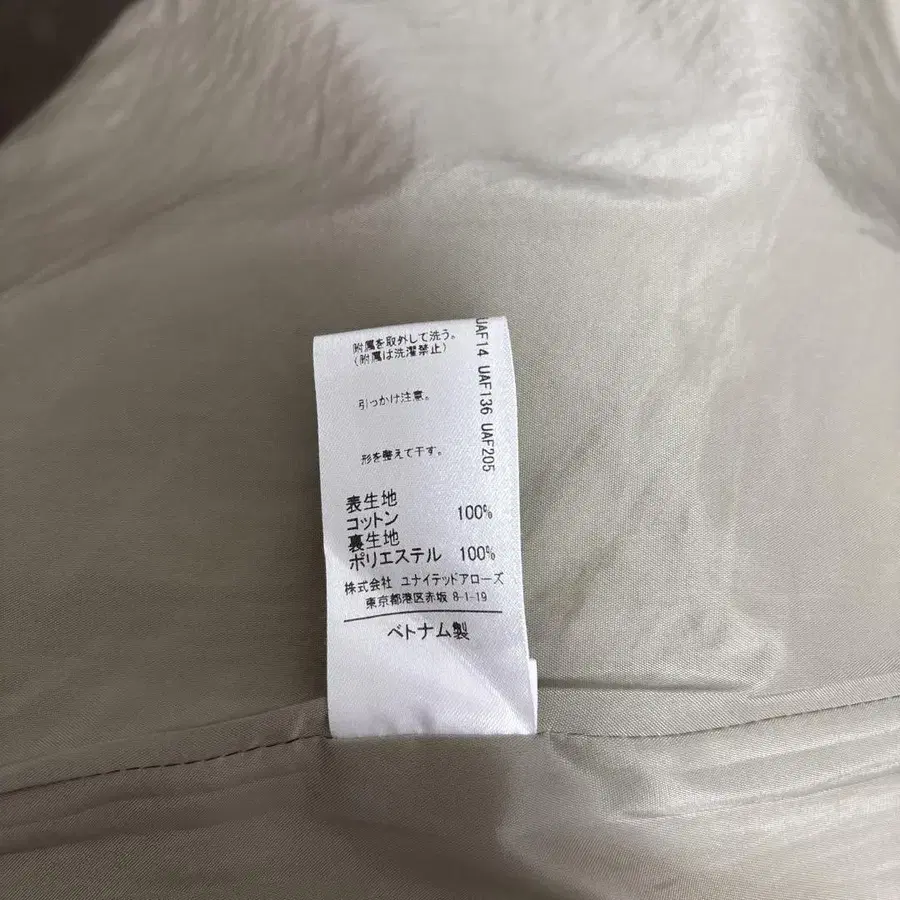 附属を取外して洗う。
(附属は洗濯禁止)
引っかけ注意。
形を整えて干す。
UAF14 UAF136 UAF205
表生地
コットン 100%
裏生地
ポリエステル 100%
株式会社 ユナイテッドアローズ
東京都港区赤坂 8-1-19
ベトナム製